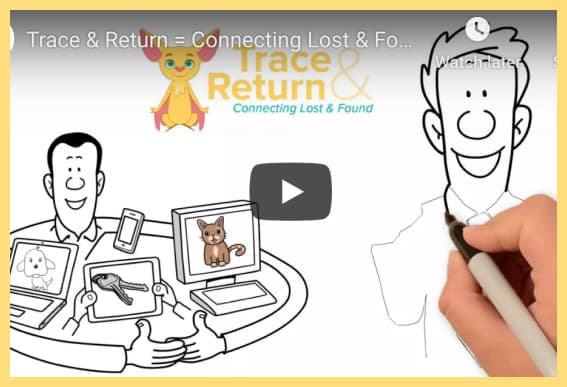 Trace & Return = Connecting Lost & Fo...
Watch later
S
Trace &
Return
Connecting Lost & Found